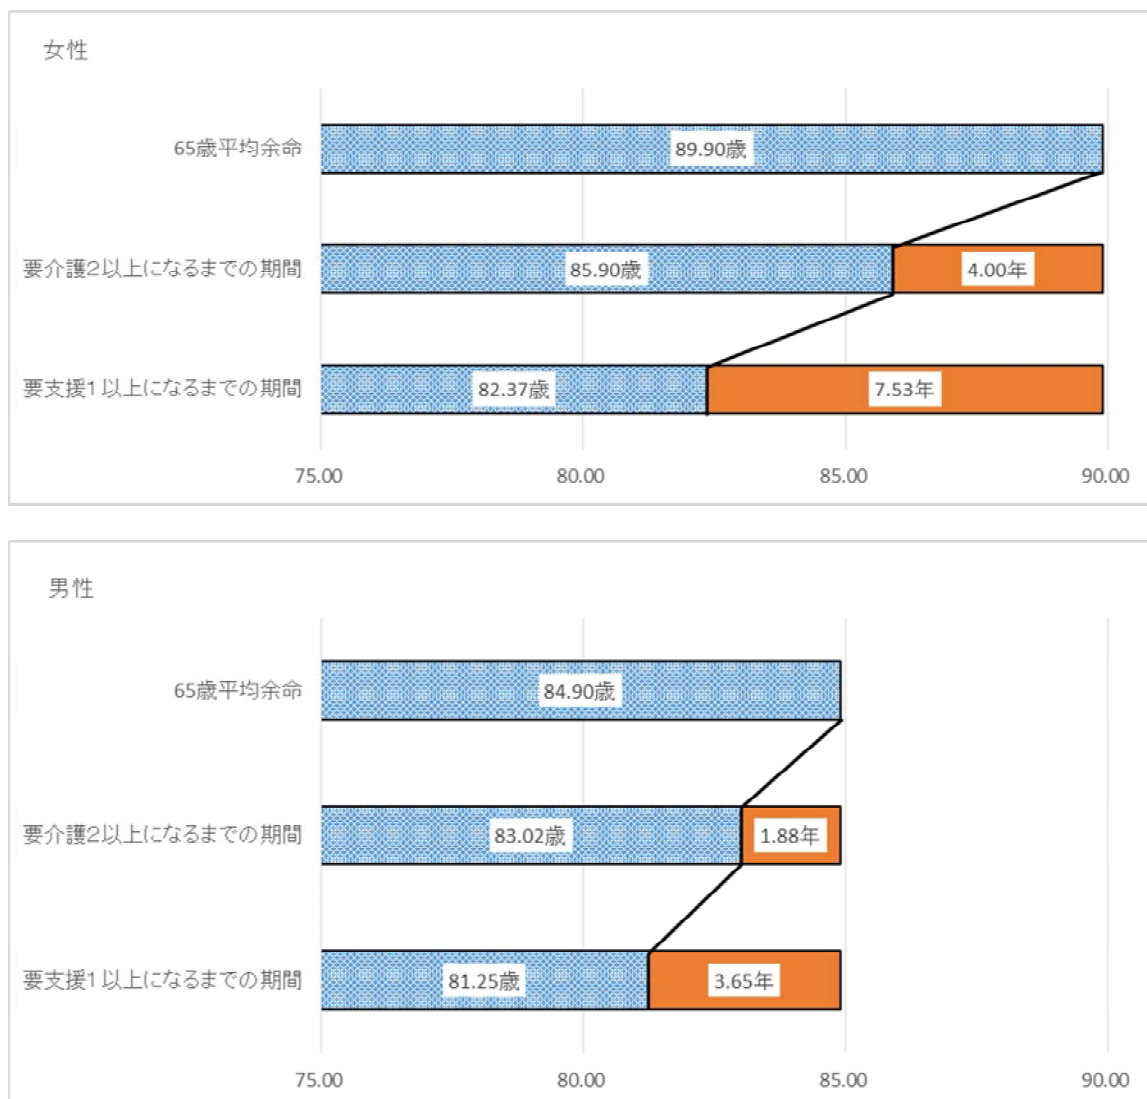 女性
65歳平均余命
89.90歳
要介護2以上になるまでの期間
85.90歳
4.00年
要支援1以上になるまでの期間
82.37歳
7.53年
75.00
80.00
85.00
90.00
男性
65歳平均余命
84.90歳
要介護2以上になるまでの期間
83.02歳
1.88年
要支援1以上になるまでの期間
81.25歳
3.65年
75.00
80.00
85.00
90.00